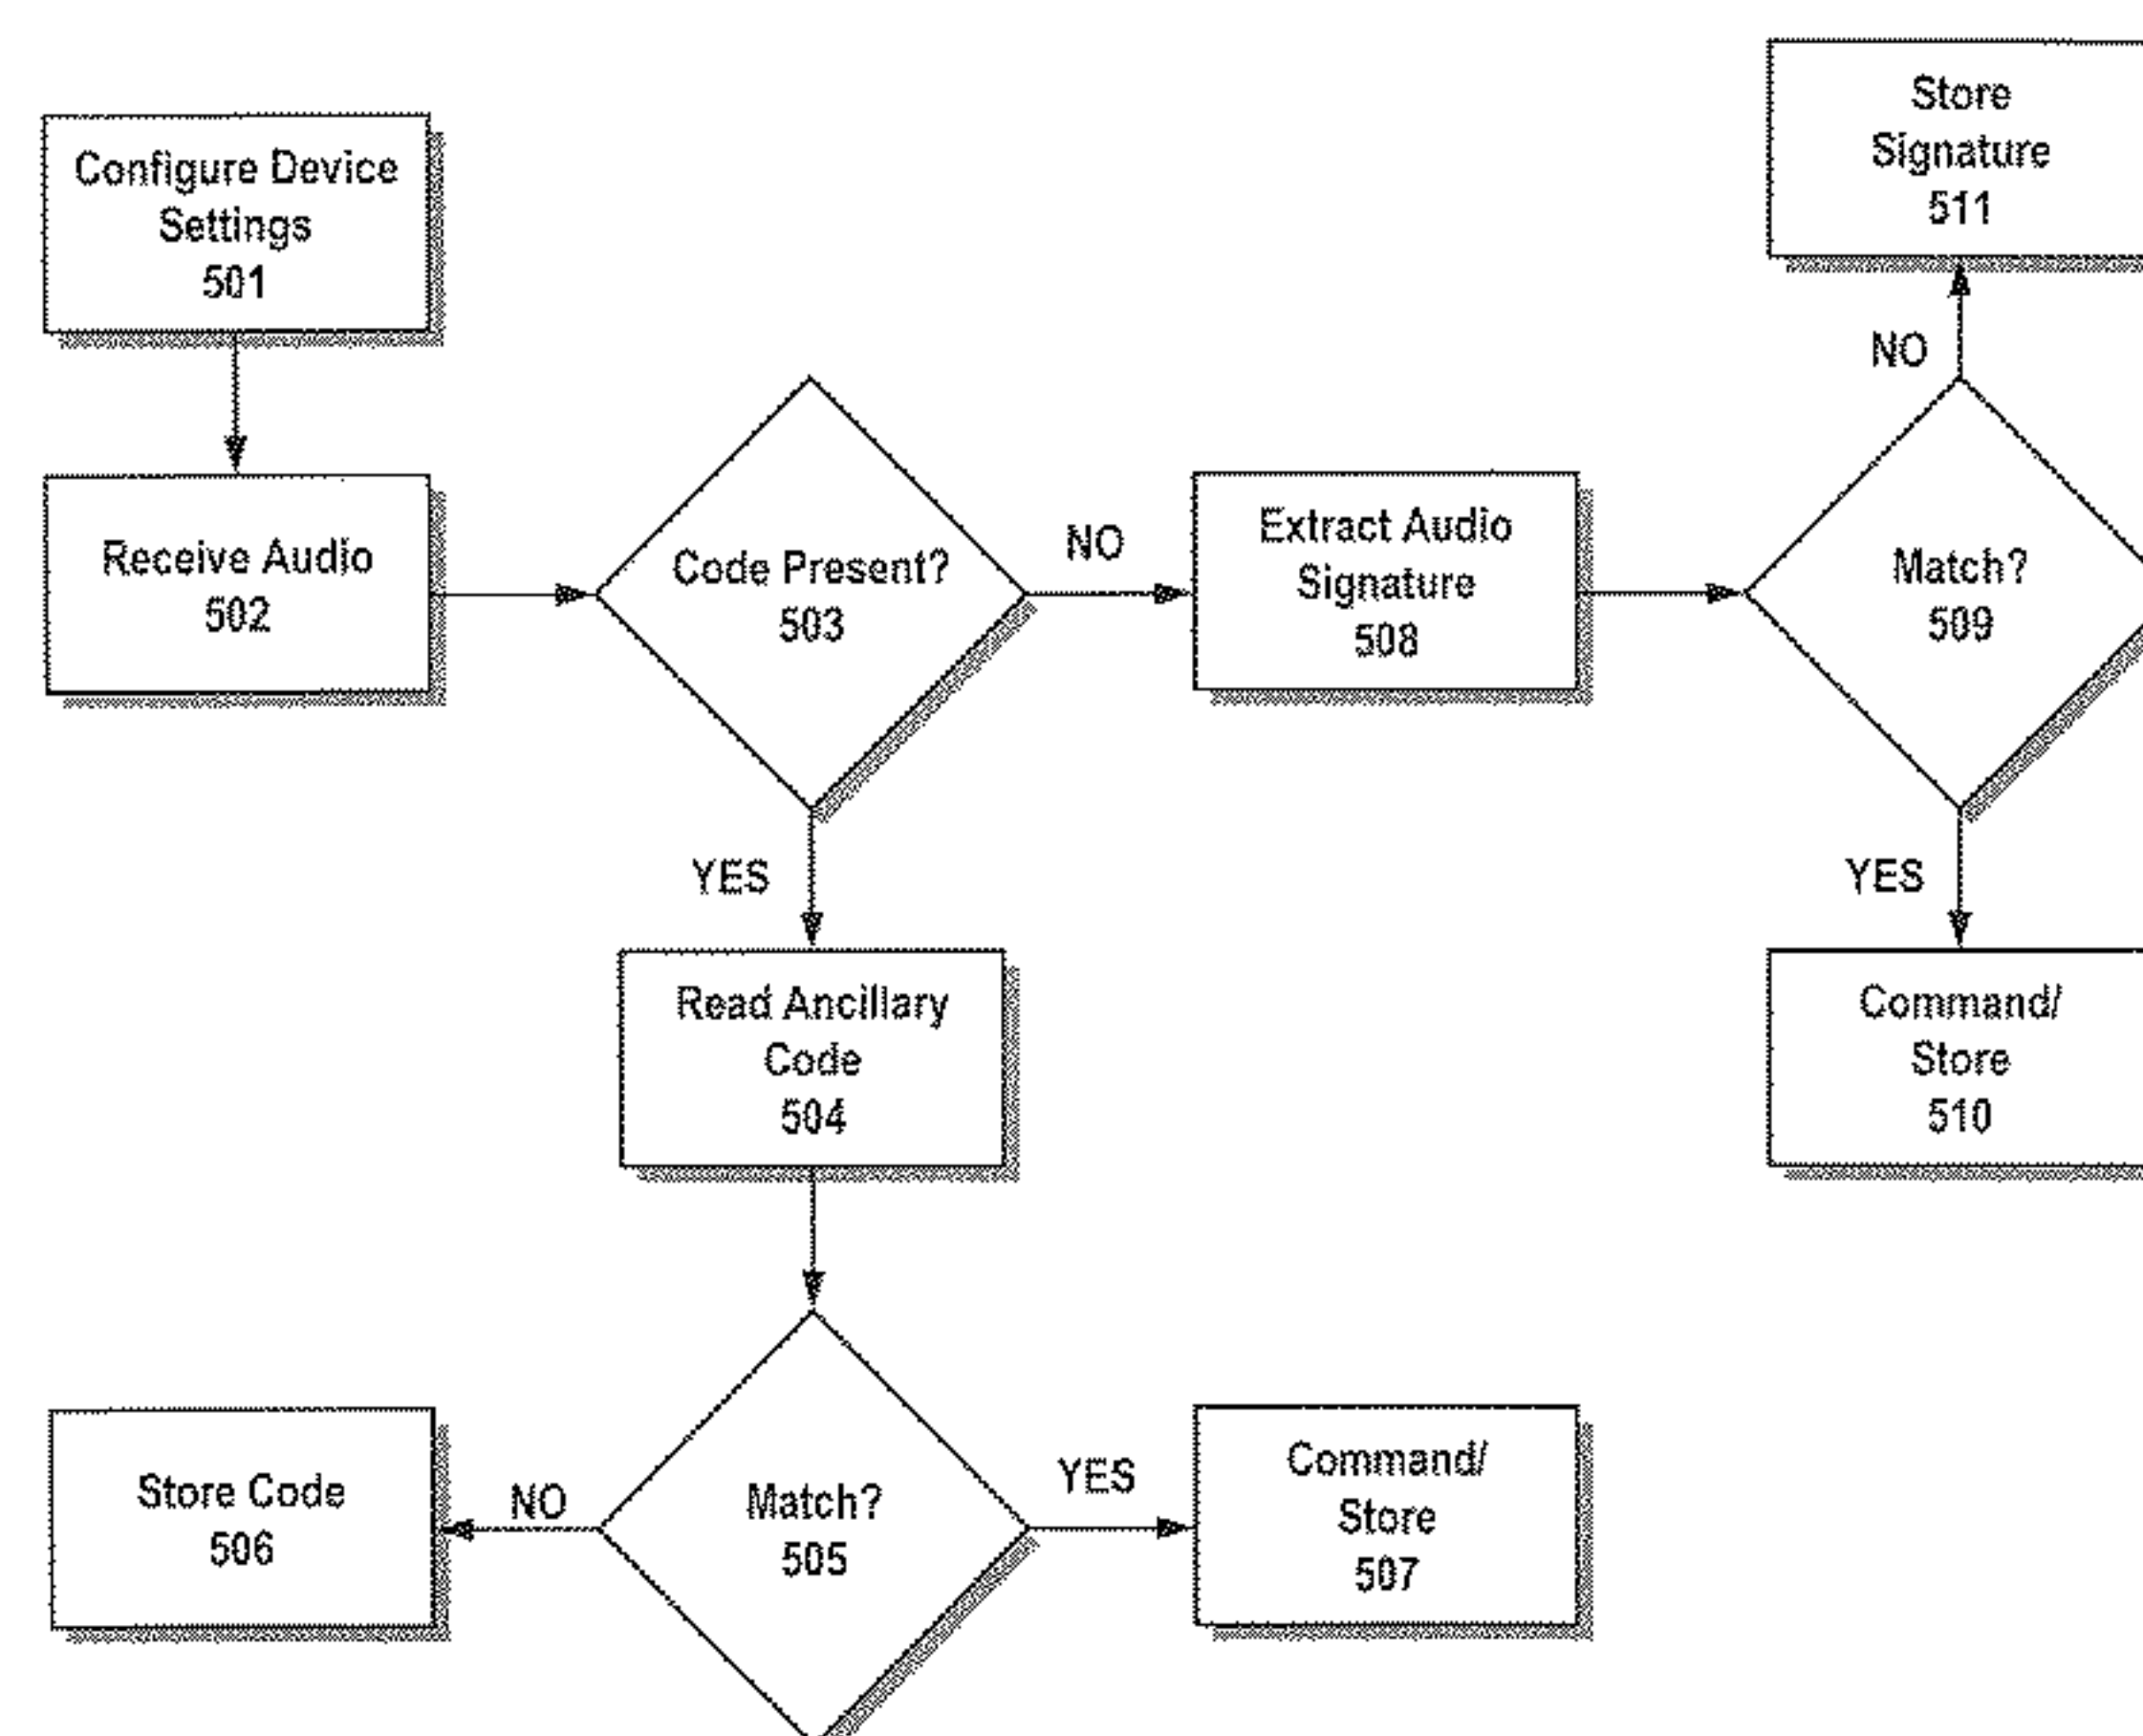 Configure Device
Settings
501
Receive Audio
502
Code Present?
503
NO
YES
Extract Audio
Signature
508
Match?
509
NO
Store
Signature
511
YES
Command/
Store
510
Read Ancillary
Code
504
Match?
505
NO
Store Code
506
YES
Command/
Store
507